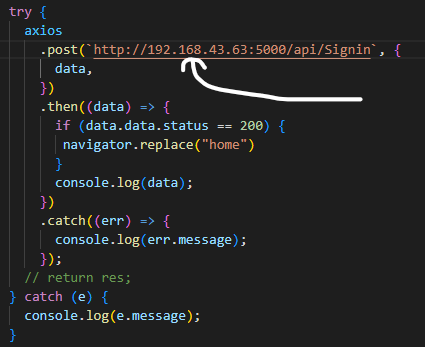 try {
axios
.post(`http://192.168.43.63:5000/api/Signin`, {
data,
})
.then((data) => {
if (data.data.status == 200) {
navigator.replace("home")
}
console.log(data);
})
.catch((err) => {
console.log(err.message);
});
// return res;
} catch (e) {
console.log(e.message);
}